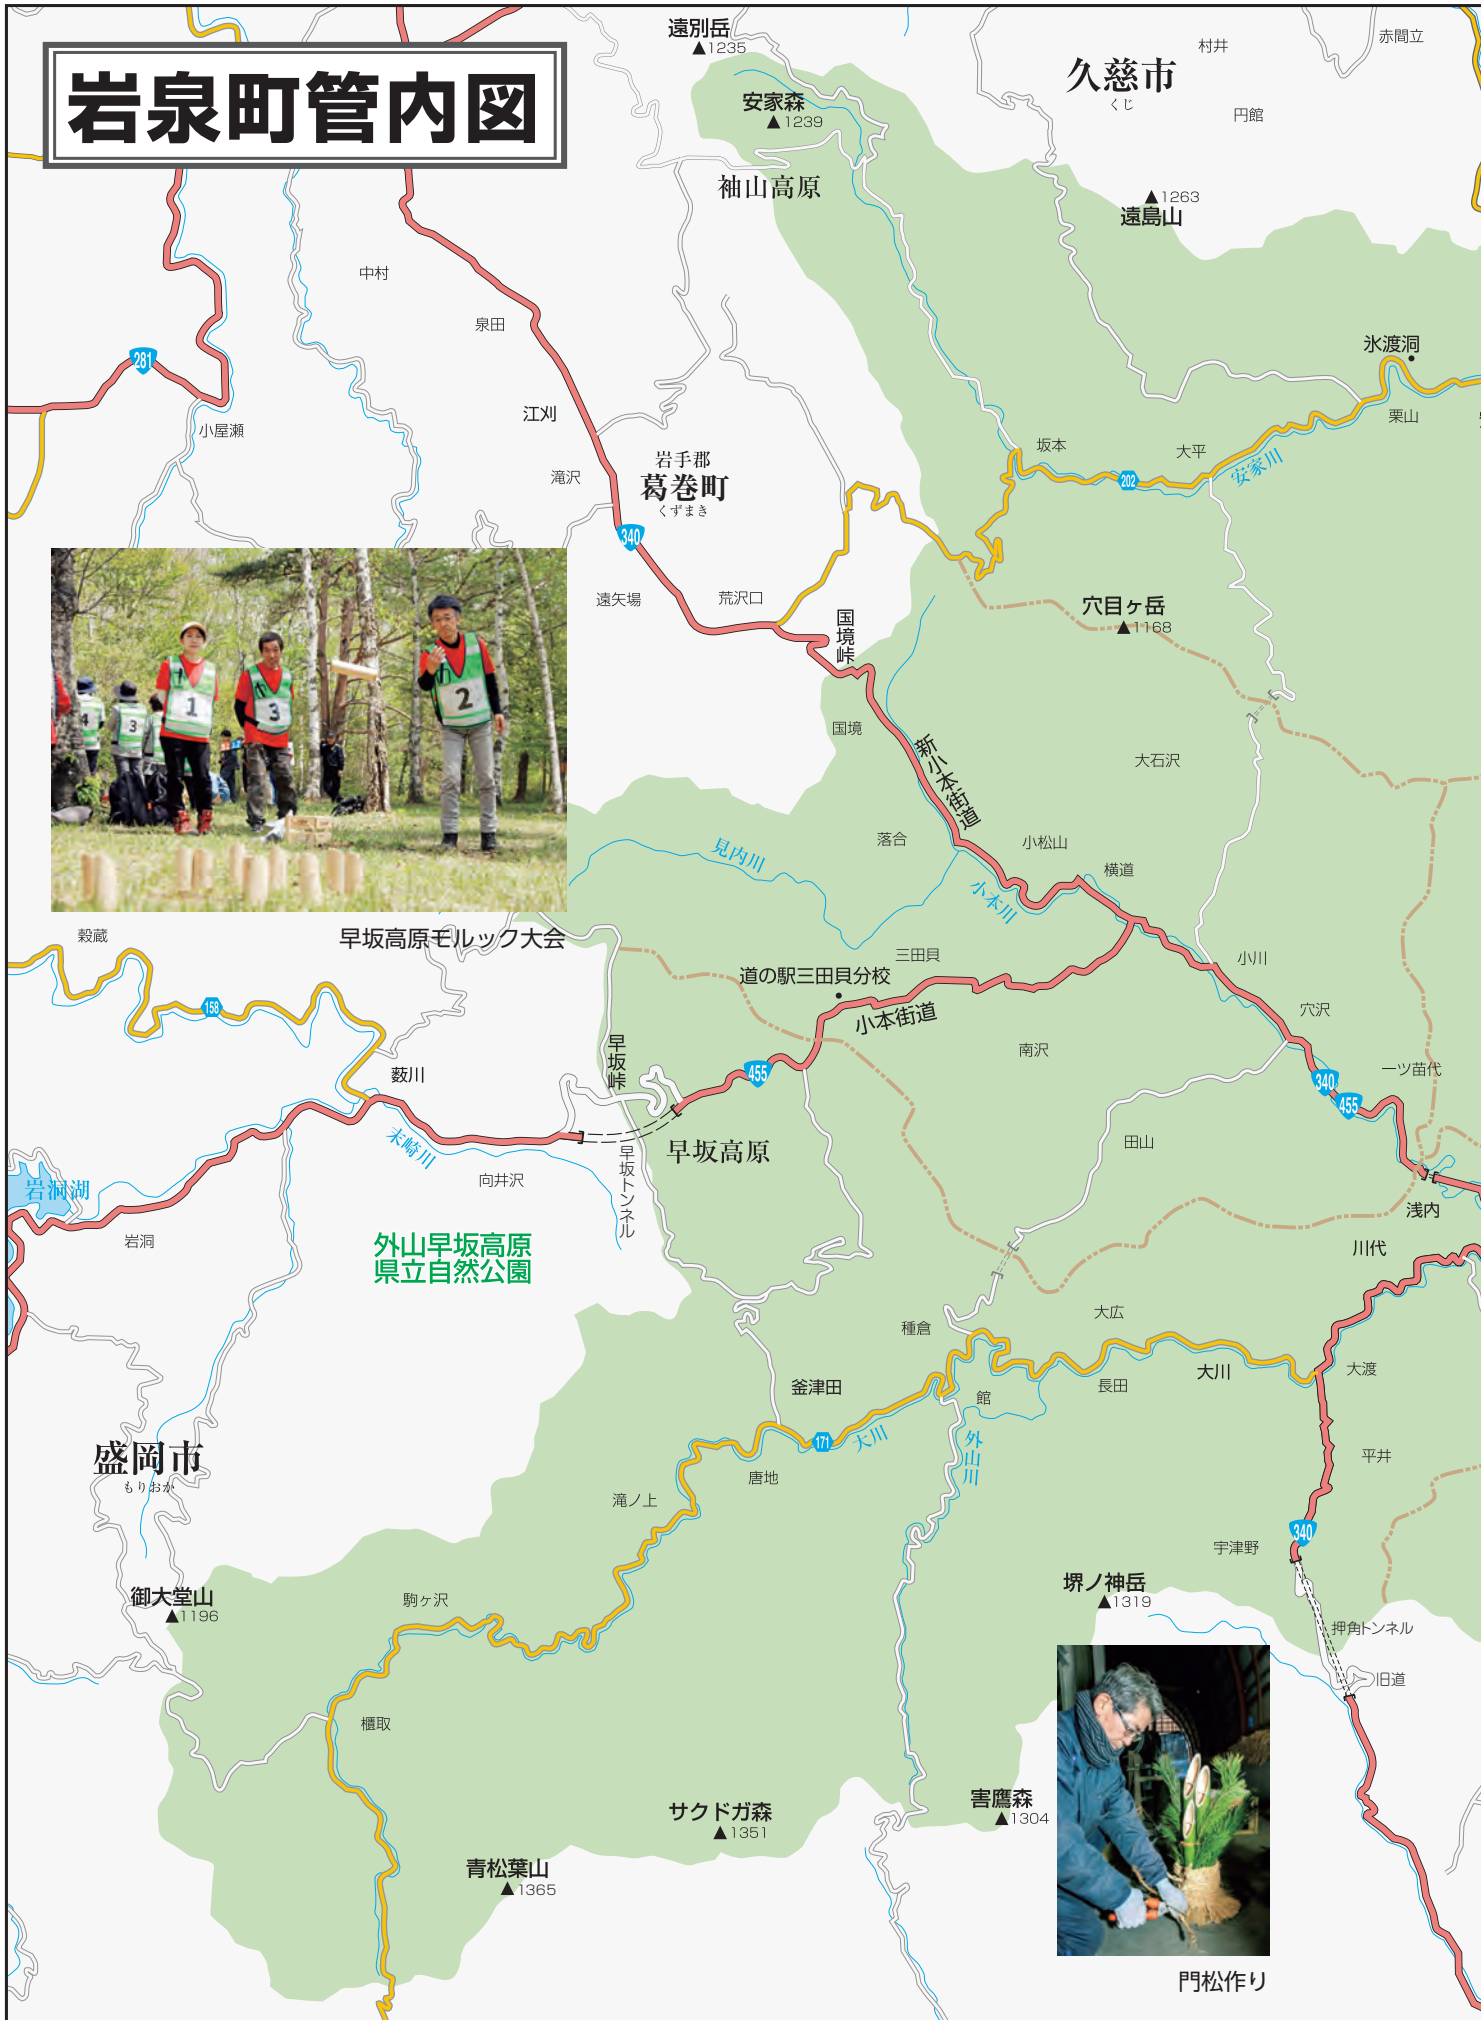 岩泉町管内図
遠別岳
▲1235
安家森
▲1239
袖山高原
久慈市
くじ
村井
赤間立
円館
▲1263
遠島山
中村
泉田
281
小屋瀬
江刈
滝沢
岩手郡
葛巻町
くずまき
340
遠矢場
荒沢口
国境峠
国境
氷渡洞
栗山
坂本
大平
202
安家川
穴目ヶ岳
▲1168
大石沢
新小本街道
落合
小松山
横道
見内川
小本川
1
3
2
4
3
早坂高原モルック大会
穀蔵
158
三田貝
道の駅三田貝分校
小本街道
小川
穴沢
南沢
早坂峠
455
340
455
一ツ苗代
薮川
末崎川
向井沢
早坂トンネル
早坂高原
田山
浅内
岩洞湖
岩洞
外山早坂高原
県立自然公園
川代
種倉
大広
大川
大渡
釜津田
館
長田
171
大川
外山川
唐地
平井
盛岡市
もりおか
滝ノ上
340
宇津野
御大堂山
▲1196
駒ヶ沢
堺ノ神岳
▲1319
押角トンネル
旧道
櫃取
サクドガ森
▲1351
害鷹森
▲1304
青松葉山
▲1365
門松作り